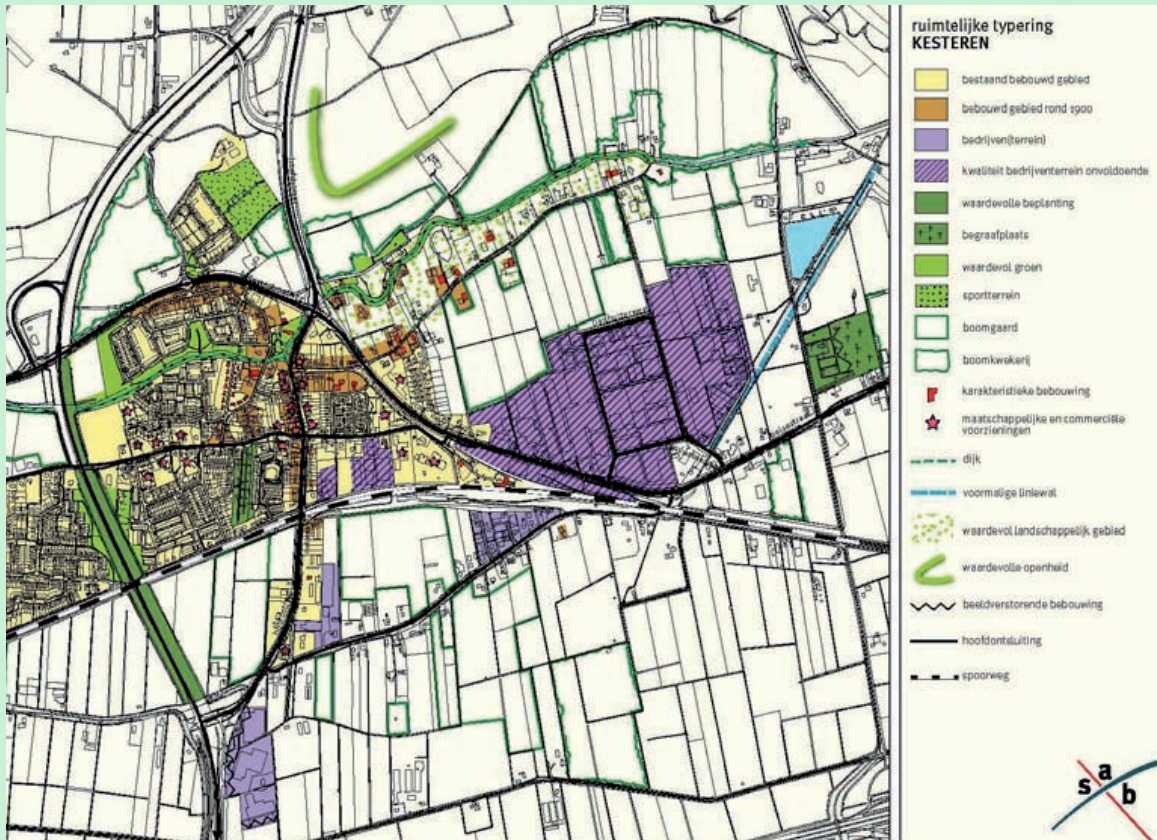 ruimtelijke typering
KESTEREN
bestaand bebouwd gebied
bebouwd gebied rond 1900
bedrijven(terrein)
kwaliteit bedrijventerrein onvoldoende
waardevolle beplanting
begraafplaats
waardevol groen
sportterrein
boomgaard
boomkwekerij
karakteristieke bebouwing
maatschappelijke en commerciële
voorzieningen
dijk
voormalige liniewal
waardevol landschappelijk gebied
waardevolle openheid
beeldverstorende bebouwing
hoofdontsluiting
spoorweg
s a b